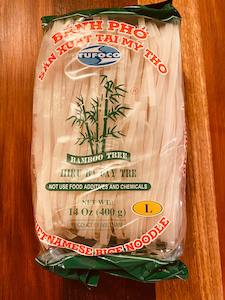 BÁNH PHỞ
SẢN XUẤT TẠI MỸ THO
TUFOCO
BAMBOO TREE
HIỆU BA CÂY TRE
NOT USE FOOD ADDITIVES AND CHEMICALS
NET WT:
14 Oz (400 g)
L
VIETNAMESE RICE NOODLE